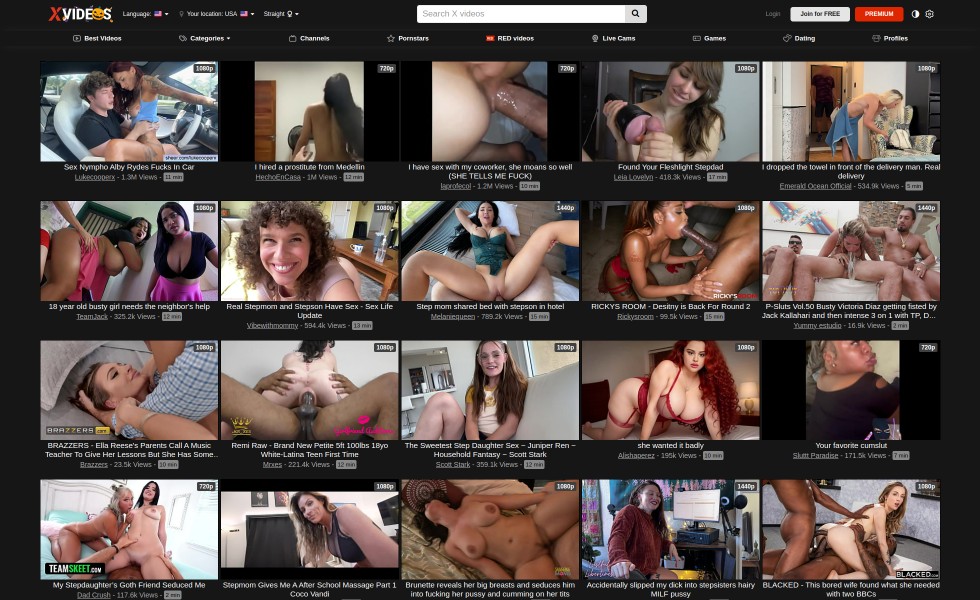 XVIDEOS
Language:
Your location: USA
Straight
Search X videos
Login
Join for FREE
PREMIUM
Best Videos
Categories
Channels
Pornstars
RED videos
Live Cams
Games
Dating
Profiles
1080p
720p
720p
1080p
1080p
Sex Nympho Alby Rydes Fucks In Car
Lukecooperx - 1.3M Views - 11 min
I hired a prostitute from Medellin
HechoEnCasa - 1M Views - 12 min
I have sex with my coworker, she moans so well
(SHE TELLS ME FUCK)
laprofecol - 1.2M Views - 10 min
Found Your Fleshlight Stepdad
Leia Lovelyn - 418.3k Views - 17 min
I dropped the towel in front of the delivery man. Real
delivery
Emerald Ocean Official - 534.9k Views - 5 min
1080p
1080p
1440p
1080p
1440p
18 year old busty girl needs the neighbor's help
TeamJack - 325.2k Views - 12 min
Real Stepmom and Stepson Have Sex - Sex Life
Update
Vibewithmommy - 594.4k Views - 13 min
Step mom shared bed with stepson in hotel
Melaniequeen - 789.2k Views - 15 min
RICKYS ROOM - Desitny is Back For Round 2
Rickysroom - 99.5k Views - 15 min
P-Sluts Vol.50 Busty Victoria Diaz getting fisted by
Jack Kallahari and then intense 3 on 1 with TP, D...
Yummy estudio - 16.9k Views - 2 min
1080p
1080p
1080p
1080p
720p
BRAZZERS.com
BRAZZERS - Ella Reese's Parents Call A Music
Teacher To Give Her Lessons But She Has Some..
Brazzers - 23.5k Views - 10 min
Remi Raw - Brand New Petite 5ft 100lbs 18yo
White-Latina Teen First Time
Mrxes - 221.4k Views - 12 min
The Sweetest Step Daughter Sex ~ Juniper Ren ~
Household Fantasy ~ Scott Stark
Scott Stark - 359.1k Views - 12 min
she wanted it badly
Alishaperez - 195k Views - 10 min
Your favorite cumslut
Sluttt Paradise - 171.5k Views - 7 min
720p
1080p
1080p
1440p
1080p
TEAMSKEET.COM
BLACKED.COM
My Stepdaughter's Goth Friend Seduced Me
Dad Crush - 117.6k Views - 2 min
Stepmom Gives Me A After School Massage Part 1
Coco Vandi
Brunette reveals her big breasts and seduces him
into fucking her pussy and cumming on her tits
Accidentally slipped my dick into stepsisters hairy
MILF pussy
BLACKED - This bored wife found what she needed
with two BBCs